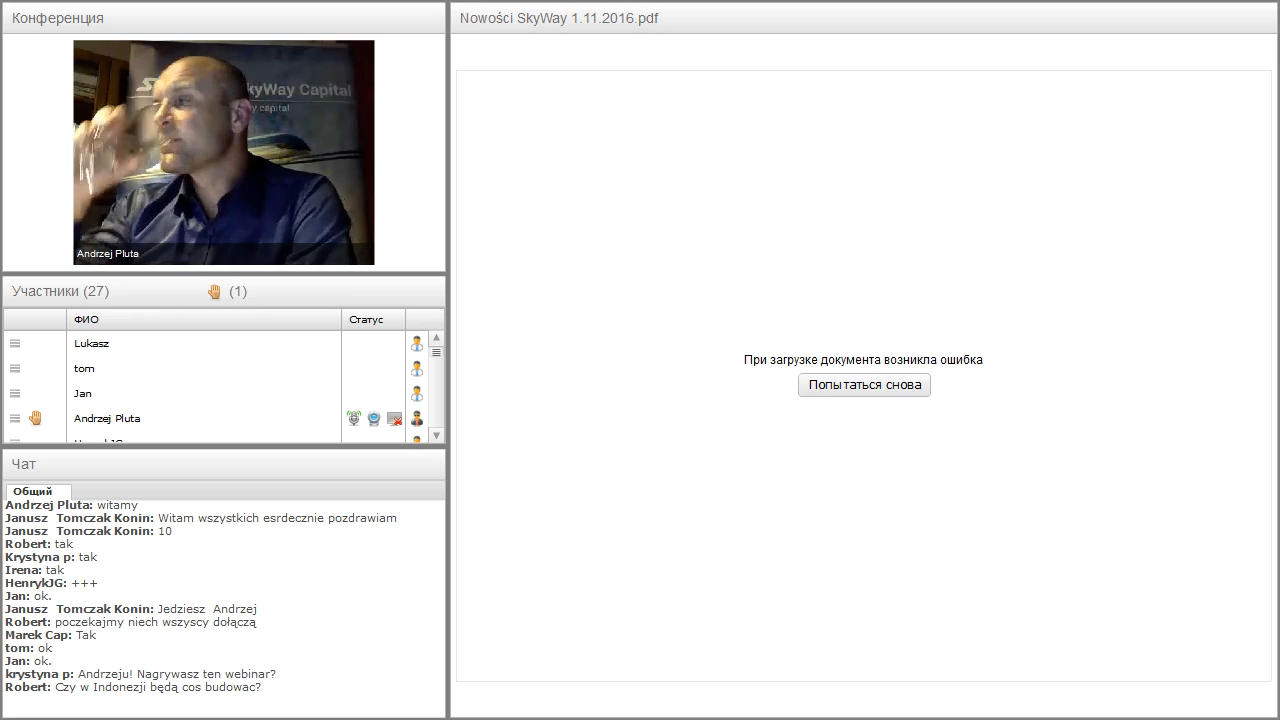 Конференция
kyWay Capital
capital
Andrzej Pluta
Участники (27)
(1)
ФИО
Статус
Lukasz
tom
Jan
Andrzej Pluta
Чат
Общий
Andrzej Pluta: witamy
Janusz Tomczak Konin: Witam wszystkich esrdecznie pozdrawiam
Janusz Tomczak Konin: 10
Robert: tak
Krystyna p: tak
Irena: tak
HenrykJG: +++
Jan: ok.
Janusz Tomczak Konin: Jedziesz Andrzej
Robert: poczekajmy niech wszyscy dołączą
Marek Cap: Tak
tom: ok
Jan: ok.
krystyna p: Andrzeju! Nagrywasz ten webinar?
Robert: Czy w Indonezji będą cos budowac?
Nowości SkyWay 1.11.2016.pdf
При загрузке документа возникла ошибка
Попытаться снова